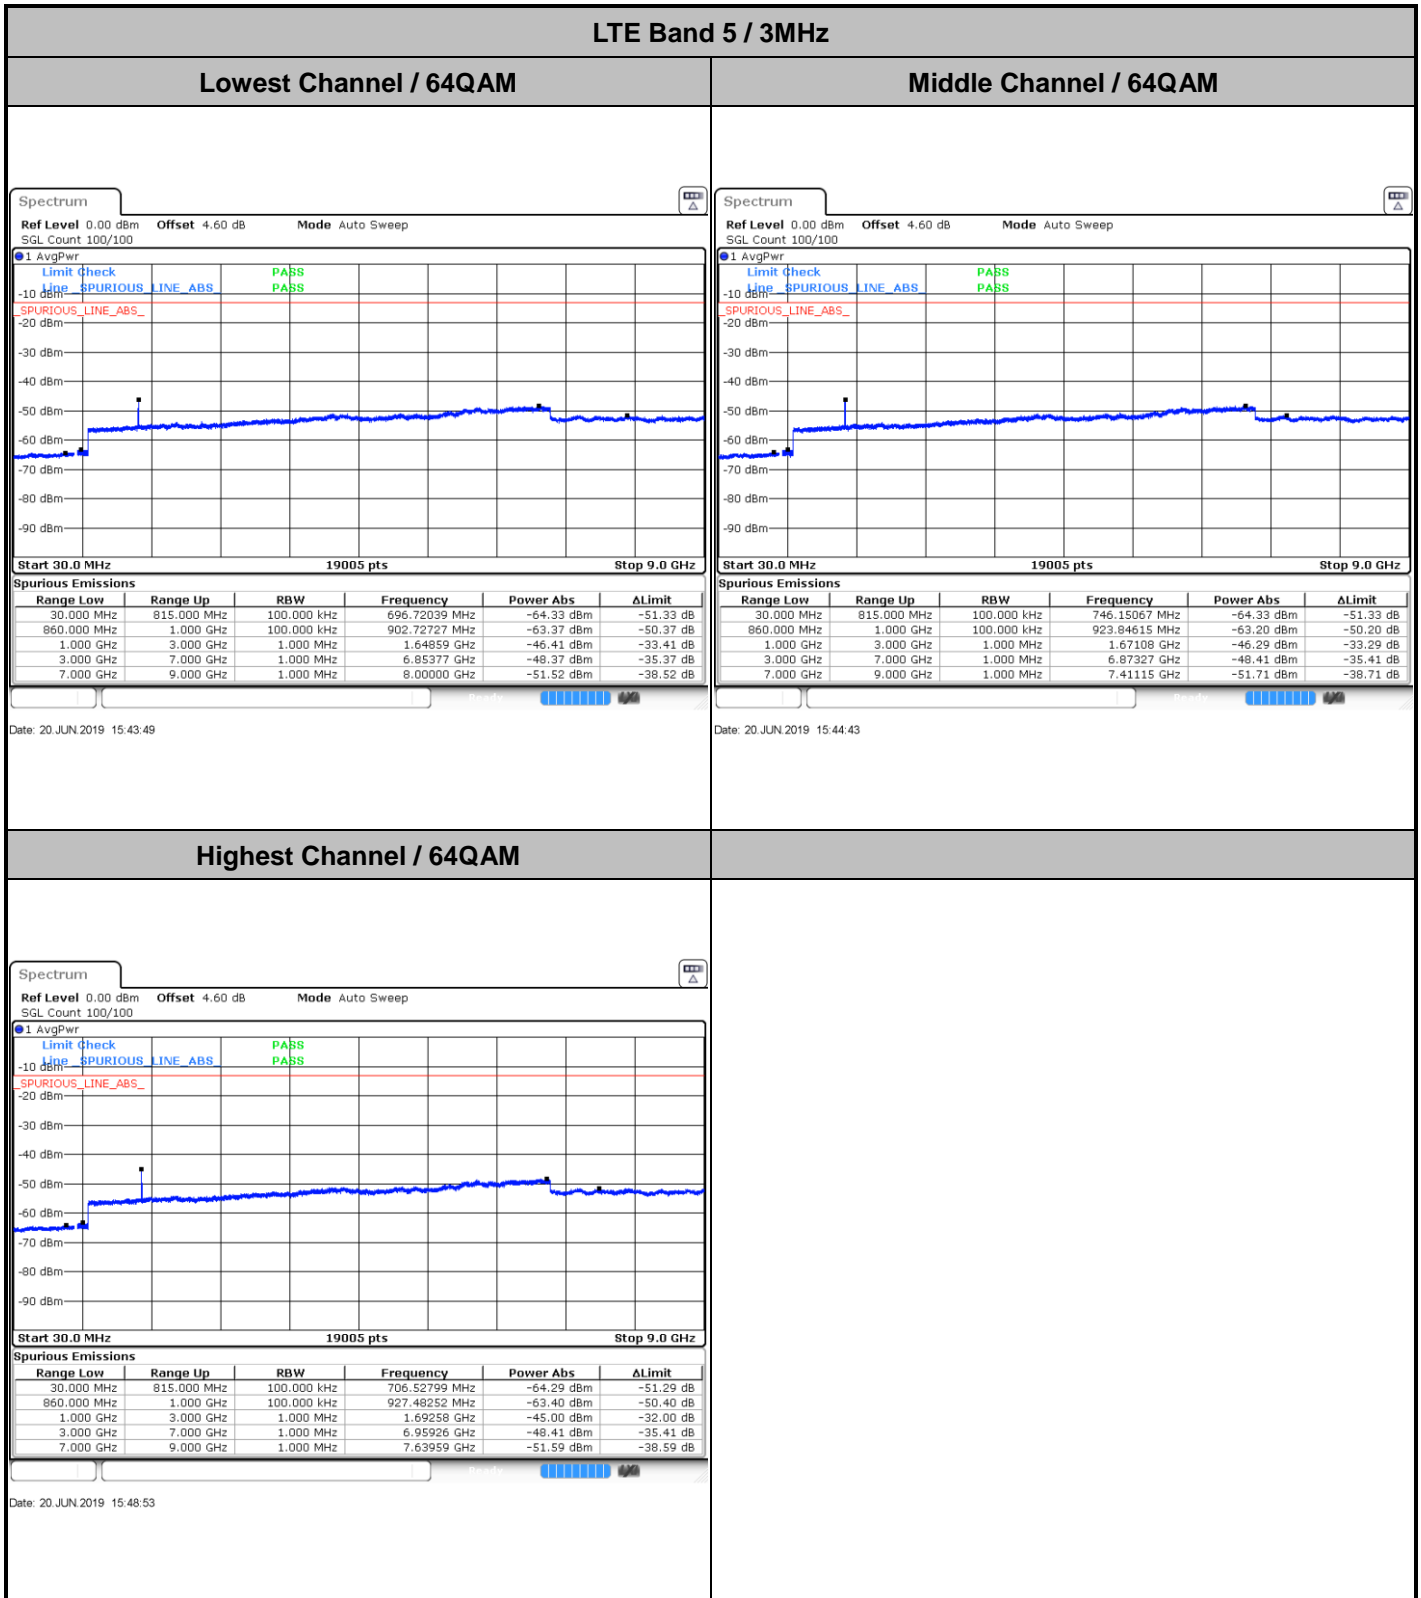 LTE Band 5 / 3MHz
Lowest Channel / 64QAM
Middle Channel / 64QAM
Spectrum
Ref Level 0.00 dBm Offset 4.60 dB Mode Auto Sweep
SGL Count 100/100
1 AvgPwr
Limit Check PASS
Line _SPURIOUS_LINE_ABS_ PASS
-10 dBm
_SPURIOUS_LINE_ABS_
-20 dBm
-30 dBm
-40 dBm
-50 dBm
-60 dBm
-70 dBm
-80 dBm
-90 dBm
Start 30.0 MHz 19005 pts Stop 9.0 GHz
Spurious Emissions
Range Low Range Up RBW Frequency Power Abs ΔLimit
30.000 MHz 815.000 MHz 100.000 kHz 696.72039 MHz -64.33 dBm -51.33 dB
860.000 MHz 1.000 GHz 100.000 kHz 902.72727 MHz -63.37 dBm -50.37 dB
1.000 GHz 3.000 GHz 1.000 MHz 1.64859 GHz -46.41 dBm -33.41 dB
3.000 GHz 7.000 GHz 1.000 MHz 6.85377 GHz -48.37 dBm -35.37 dB
7.000 GHz 9.000 GHz 1.000 MHz 8.00000 GHz -51.52 dBm -38.52 dB
Ready
Date: 20.JUN.2019 15:43:49
Spectrum
Ref Level 0.00 dBm Offset 4.60 dB Mode Auto Sweep
SGL Count 100/100
1 AvgPwr
Limit Check PASS
Line _SPURIOUS_LINE_ABS_ PASS
-10 dBm
_SPURIOUS_LINE_ABS_
-20 dBm
-30 dBm
-40 dBm
-50 dBm
-60 dBm
-70 dBm
-80 dBm
-90 dBm
Start 30.0 MHz 19005 pts Stop 9.0 GHz
Spurious Emissions
Range Low Range Up RBW Frequency Power Abs ΔLimit
30.000 MHz 815.000 MHz 100.000 kHz 746.15067 MHz -64.33 dBm -51.33 dB
860.000 MHz 1.000 GHz 100.000 kHz 923.84615 MHz -63.20 dBm -50.20 dB
1.000 GHz 3.000 GHz 1.000 MHz 1.67108 GHz -46.29 dBm -33.29 dB
3.000 GHz 7.000 GHz 1.000 MHz 6.87327 GHz -48.41 dBm -35.41 dB
7.000 GHz 9.000 GHz 1.000 MHz 7.41115 GHz -51.71 dBm -38.71 dB
Ready
Date: 20.JUN.2019 15:44:43
Highest Channel / 64QAM
Spectrum
Ref Level 0.00 dBm Offset 4.60 dB Mode Auto Sweep
SGL Count 100/100
1 AvgPwr
Limit Check PASS
Line _SPURIOUS_LINE_ABS_ PASS
-10 dBm
_SPURIOUS_LINE_ABS_
-20 dBm
-30 dBm
-40 dBm
-50 dBm
-60 dBm
-70 dBm
-80 dBm
-90 dBm
Start 30.0 MHz 19005 pts Stop 9.0 GHz
Spurious Emissions
Range Low Range Up RBW Frequency Power Abs ΔLimit
30.000 MHz 815.000 MHz 100.000 kHz 706.52799 MHz -64.29 dBm -51.29 dB
860.000 MHz 1.000 GHz 100.000 kHz 927.48252 MHz -63.40 dBm -50.40 dB
1.000 GHz 3.000 GHz 1.000 MHz 1.69258 GHz -45.00 dBm -32.00 dB
3.000 GHz 7.000 GHz 1.000 MHz 6.95926 GHz -48.41 dBm -35.41 dB
7.000 GHz 9.000 GHz 1.000 MHz 7.63959 GHz -51.59 dBm -38.59 dB
Ready
Date: 20.JUN.2019 15:48:53